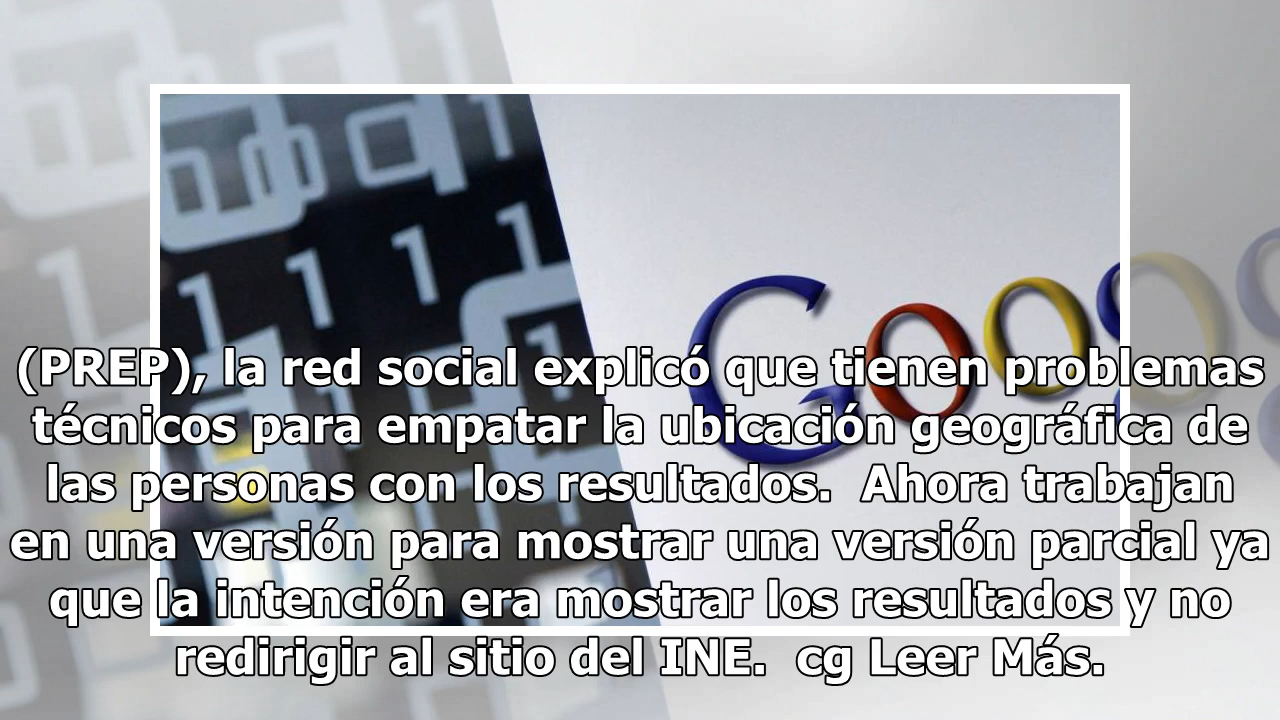 Goog
(PREP), la red social explicó que tienen problemas
técnicos para empatar la ubicación geográfica de
las personas con los resultados.  Ahora trabajan
en una versión para mostrar una versión parcial ya
que la intención era mostrar los resultados y no
redirigir al sitio del INE.  cg Leer Más.